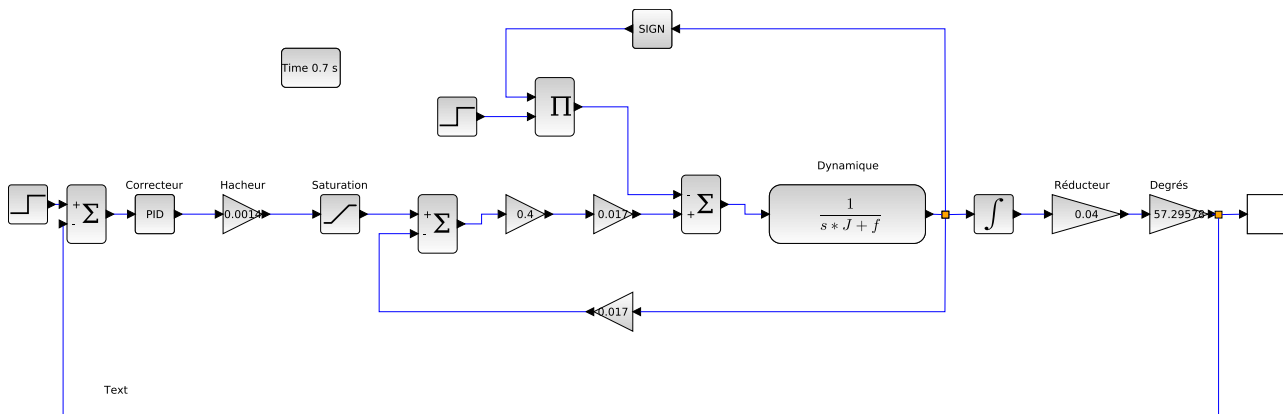 SIGN
Time 0.7 s
Π
Dynamique
Correcteur Hacheur Saturation Réducteur Degrés
+ Σ - PID 0.0014 + Σ - 0.4 0.017 - Σ + 1 / (s ∗ J + f) ∫ 0.04 57.29578
0.017
Text